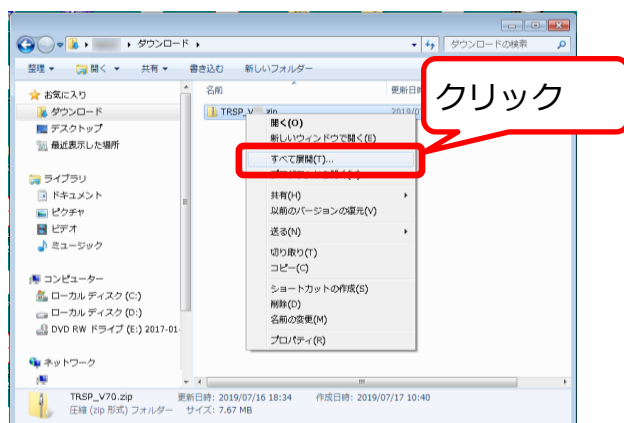 ダウンロード
ダウンロードの検索
整理 開く 共有 書き込む 新しいフォルダー
お気に入り
ダウンロード
デスクトップ
最近表示した場所
ライブラリ
ドキュメント
ピクチャ
ビデオ
ミュージック
コンピューター
ローカル ディスク (C:)
ローカル ディスク (D:)
DVD RW ドライブ (E:) 2017-01
ネットワーク
名前 更新日
TRSP_V zip 2019/0
開く(O)
新しいウィンドウで開く(E)
すべて展開(T)...
共有(H)
以前のバージョンの復元(V)
送る(N)
切り取り(T)
コピー(C)
ショートカットの作成(S)
削除(D)
名前の変更(M)
プロパティ(R)
クリック
TRSP_V70.zip 更新日時: 2019/07/16 18:34 作成日時: 2019/07/17 10:40
圧縮 (zip 形式) フォルダー サイズ: 7.67 MB